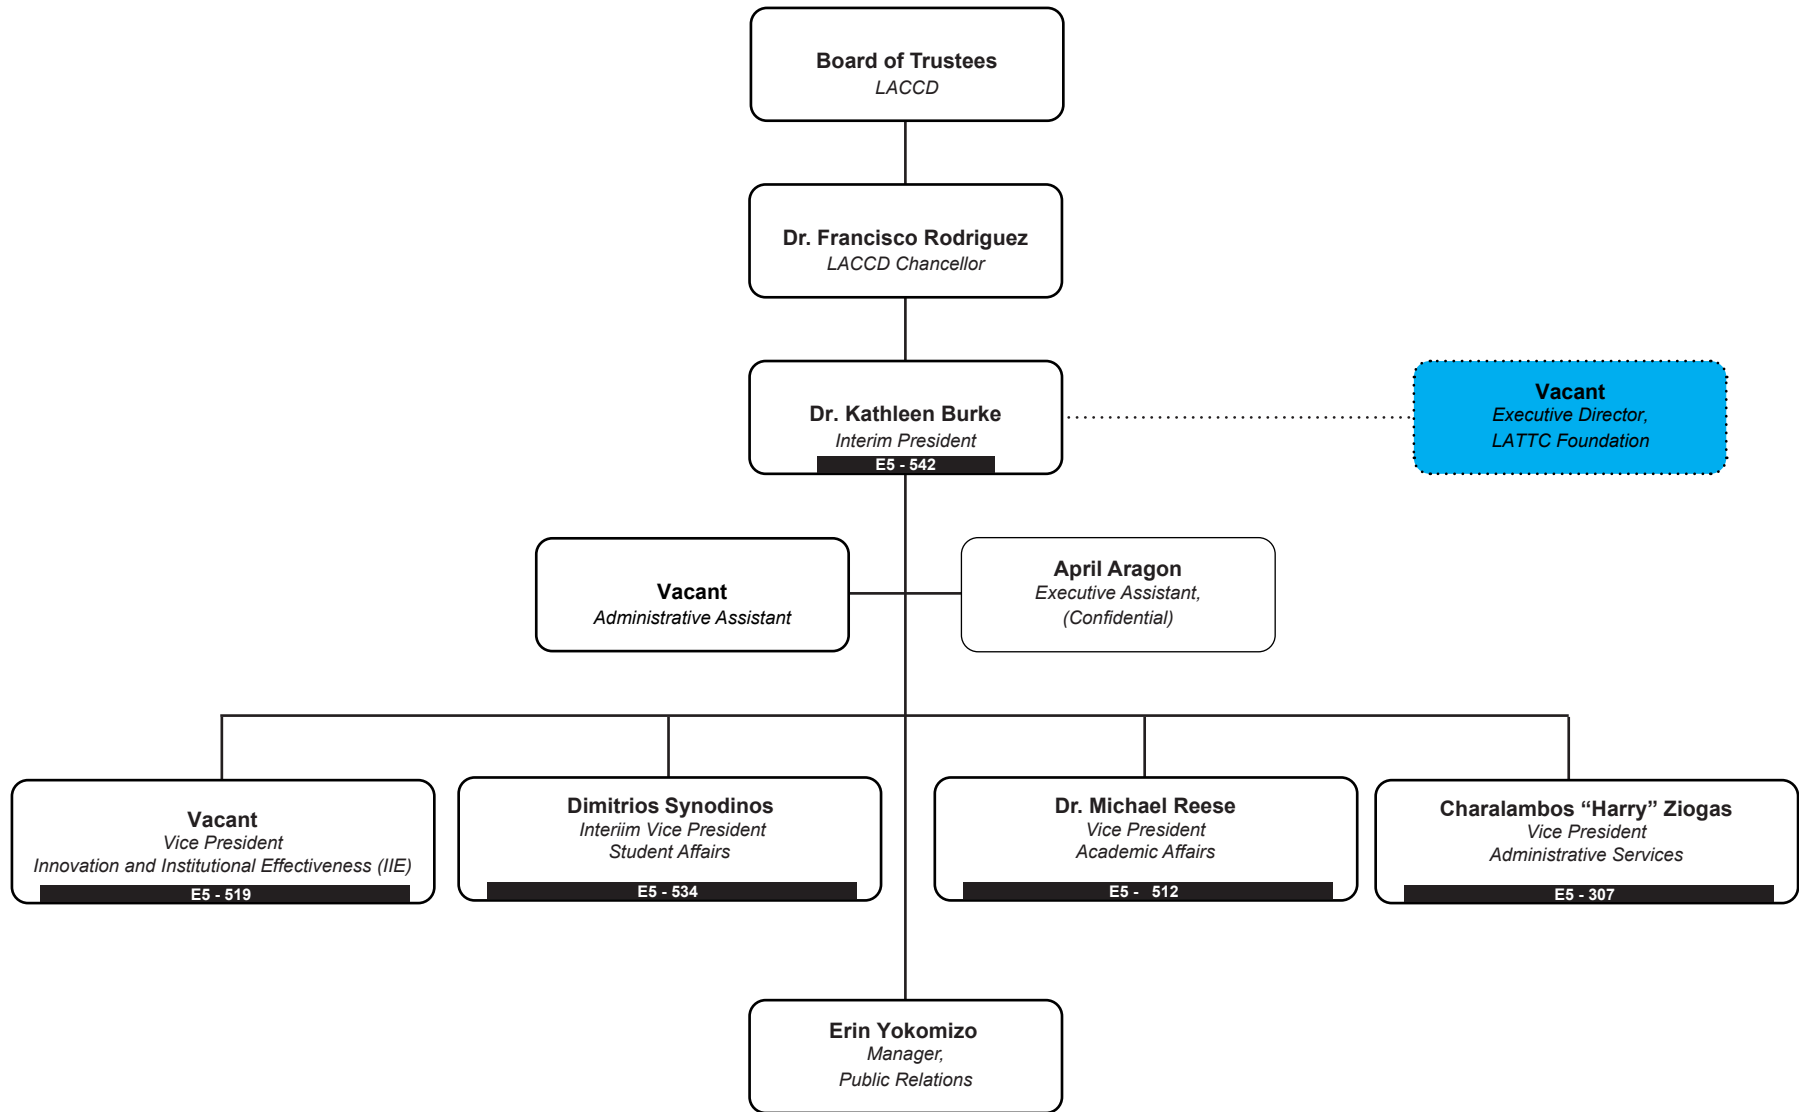 Board of Trustees
LACCD
Dr. Francisco Rodriguez
LACCD Chancellor
Dr. Kathleen Burke
Interim President
E5 - 542
Vacant
Executive Director,
LATTC Foundation
Vacant
Administrative Assistant
April Aragon
Executive Assistant,
(Confidential)
Vacant
Vice President
Innovation and Institutional Effectiveness (IIE)
E5 - 519
Dimitrios Synodinos
Interiim Vice President
Student Affairs
E5 - 534
Dr. Michael Reese
Vice President
Academic Affairs
E5 - 512
Charalambos “Harry” Ziogas
Vice President
Administrative Services
E5 - 307
Erin Yokomizo
Manager,
Public Relations